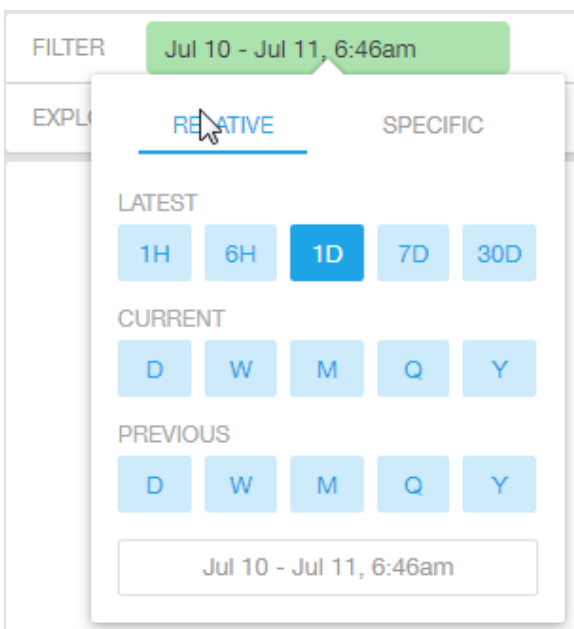 FILTER Jul 10 - Jul 11, 6:46am
EXPLO
RELATIVE SPECIFIC
LATEST
1H 6H 1D 7D 30D
CURRENT
D W M Q Y
PREVIOUS
D W M Q Y
Jul 10 - Jul 11, 6:46am